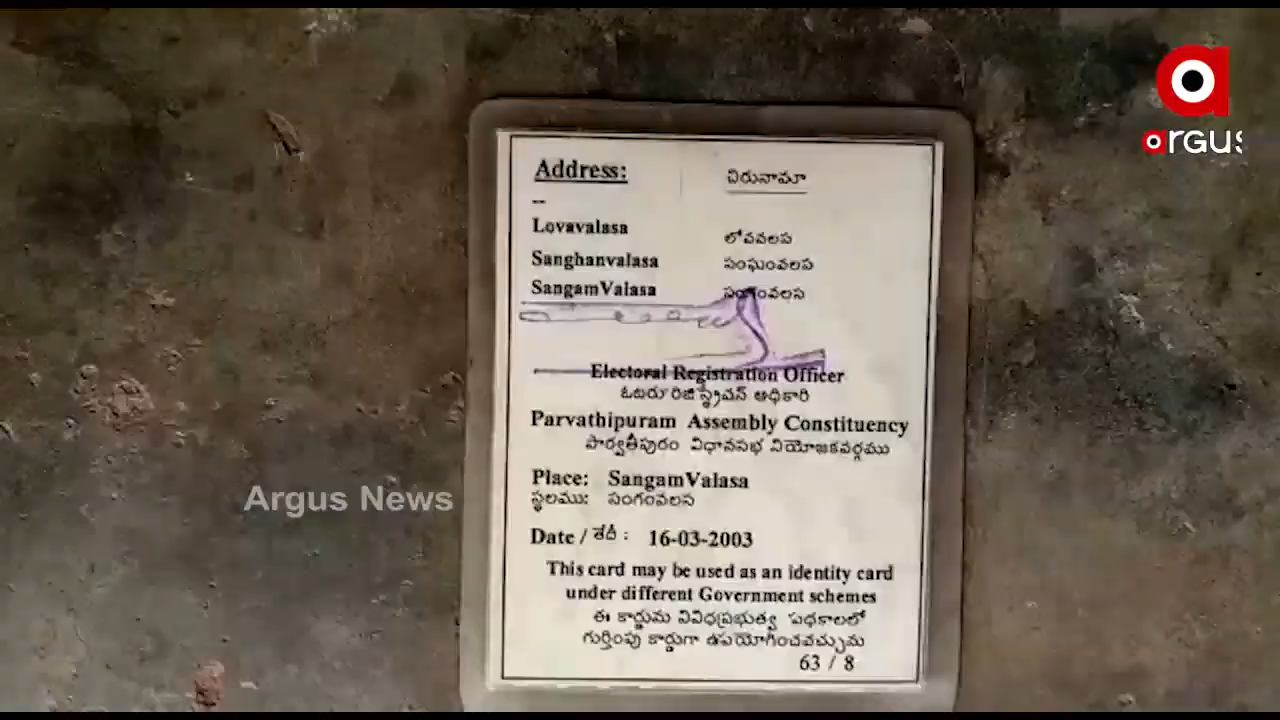 argus
Address: చిరునామా
--
Lovavalasa లోవవలస
Sanghanvalasa సంఘంవలస
SangamValasa సంగంవలస
Electoral Registration Officer
ఓటరు రిజిస్ట్రేషన్ అధికారి
Parvathipuram Assembly Constituency
పార్వతీపురం విధానసభ నియోజకవర్గము
Place: SangamValasa
స్థలము: సంగంవలస
Argus News
Date / తేదీ : 16-03-2003
This card may be used as an identity card
under different Government schemes
ఈ కార్డును వివిధప్రభుత్వ పథకాలలో
గుర్తింపు కార్డుగా ఉపయోగించవచ్చును
63 / 8